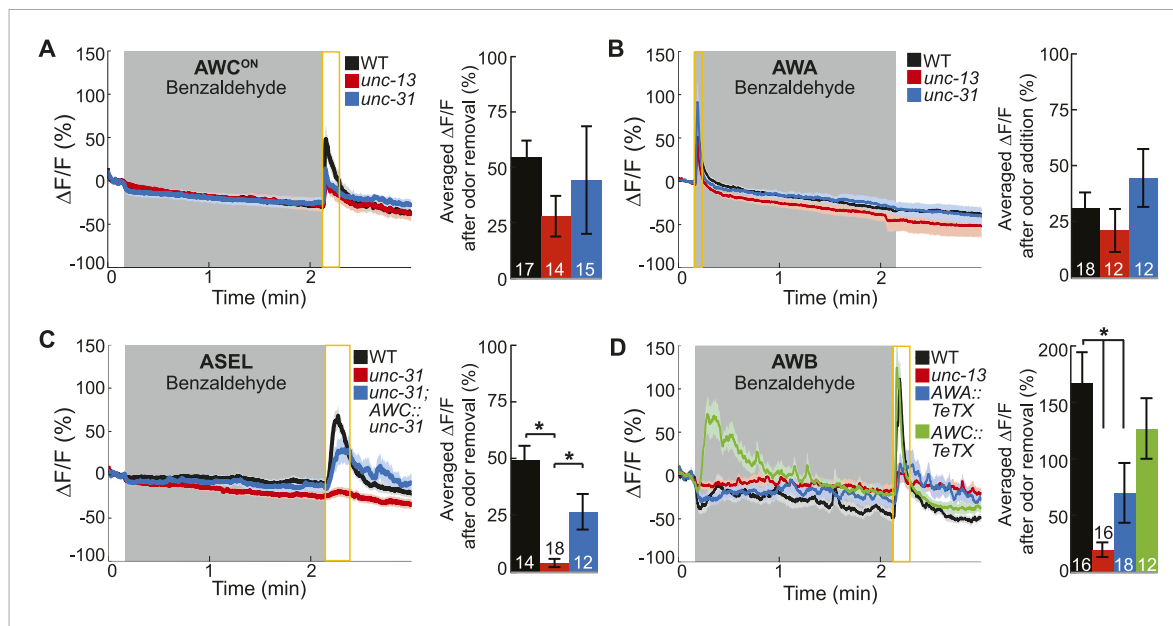 A
150
100
50
0
-50
-100
ΔF/F (%)
AWCᴼᴺ
Benzaldehyde
WT
unc-13
unc-31
0
1
2
Time (min)
Averaged ΔF/F
after odor removal (%)
100
75
50
25
0
17
14
15
B
150
100
50
0
-50
-100
ΔF/F (%)
AWA
Benzaldehyde
WT
unc-13
unc-31
0
1
2
Time (min)
Averaged ΔF/F
after odor addition (%)
100
75
50
25
0
18
12
12
C
150
100
50
0
-50
-100
ΔF/F (%)
ASEL
Benzaldehyde
WT
unc-31
unc-31;
AWC::
unc-31
0
1
2
Time (min)
Averaged ΔF/F
after odor removal (%)
100
75
50
25
0
*
*
14
18
12
D
150
100
50
0
-50
-100
ΔF/F (%)
AWB
Benzaldehyde
WT
unc-13
AWA::
TeTX
AWC::
TeTX
0
1
2
Time (min)
Averaged ΔF/F
after odor removal (%)
200
150
100
50
0
*
16
16
18
12